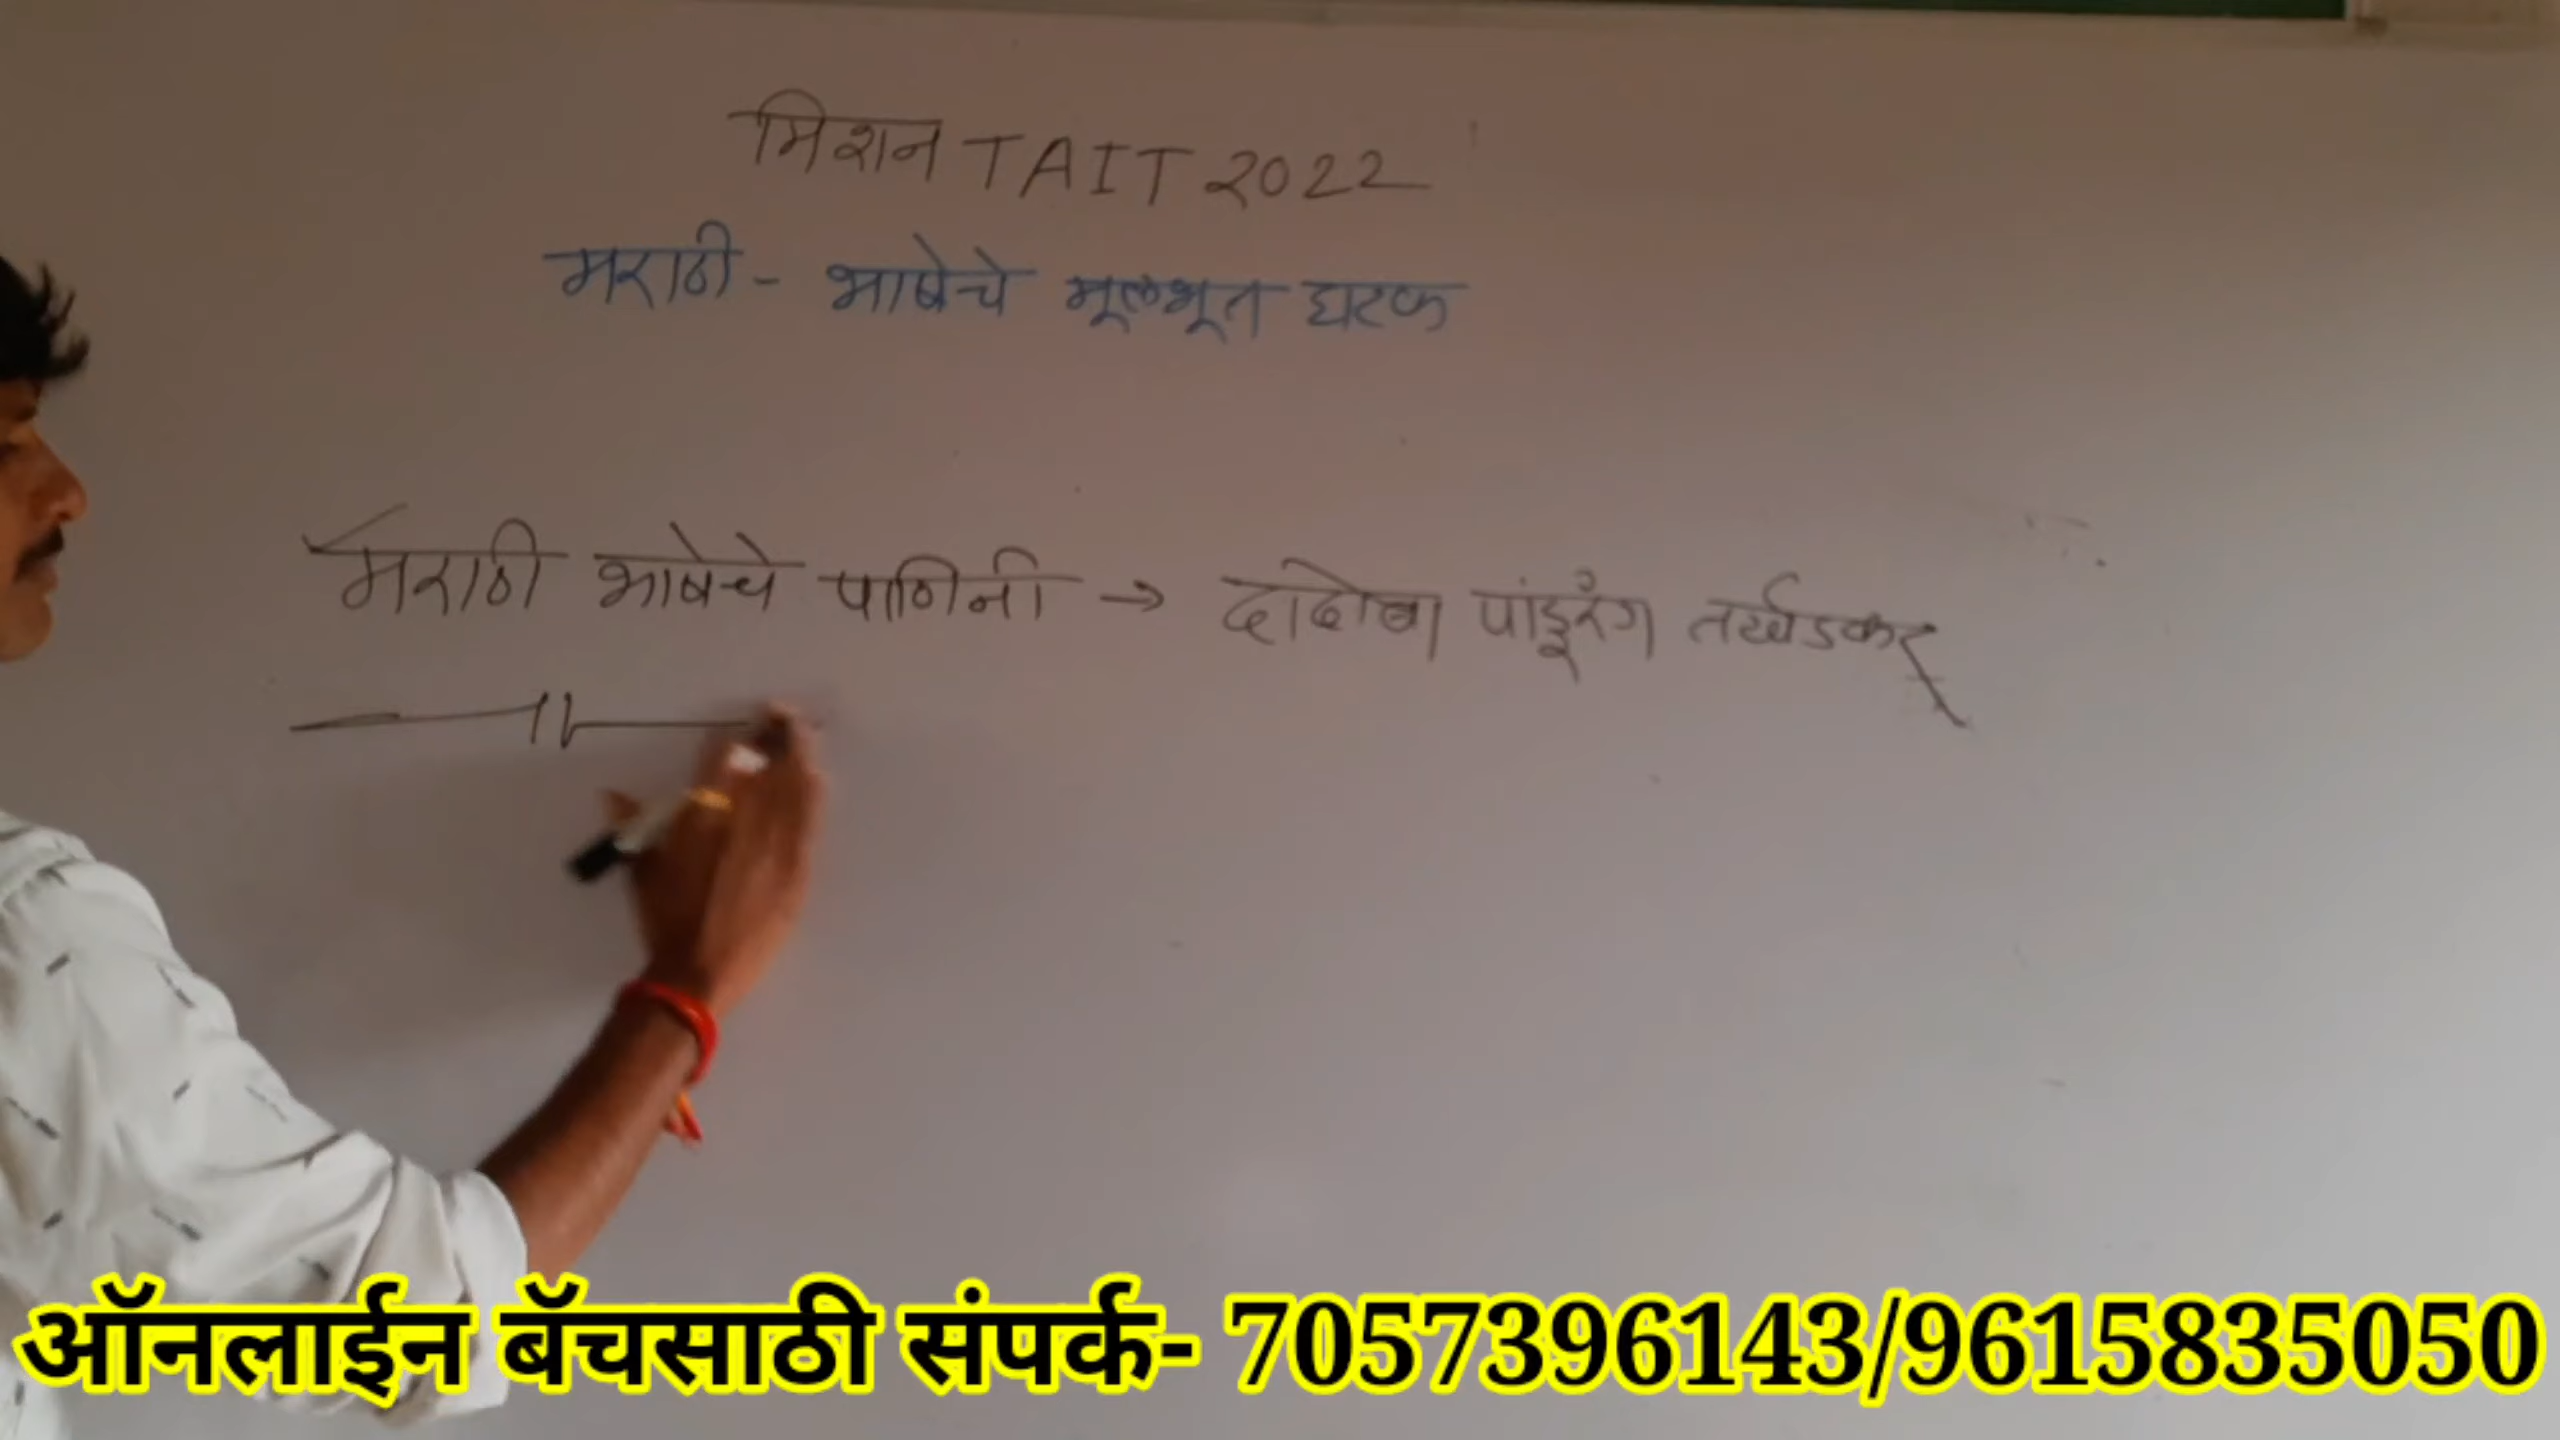 मिशन TAIT 2022
मराठी - भाषेचे मूलभूत घटक
मराठी भाषेचे पाणिनी → दादोबा पांडूरंग तर्खडकर
ऑनलाईन बॅचसाठी संपर्क- 7057396143/9615835050